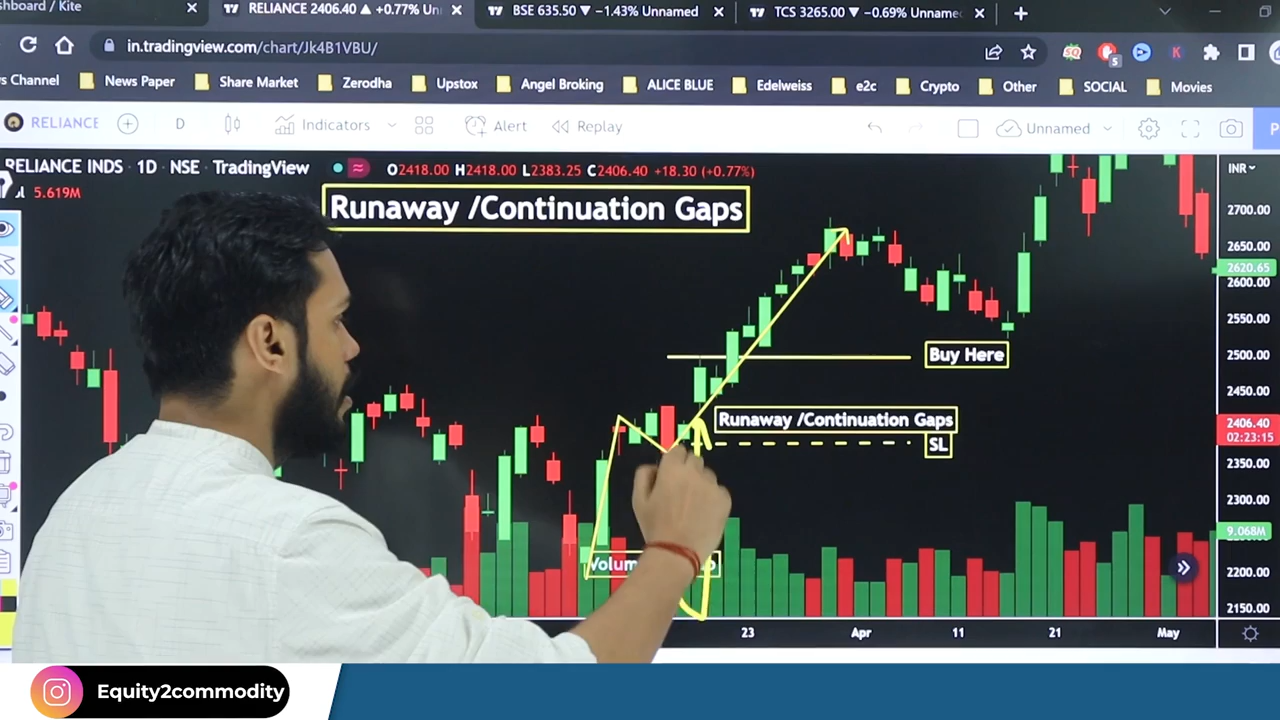 shboard / Kite
RELIANCE 2406.40 ▲ +0.77% Un
BSE 635.50 ▼ −1.43% Unnamed
TCS 3265.00 ▼ −0.69% Unname
in.tradingview.com/chart/Jk4B1VBU/
SQ
5
K
s Channel
News Paper
Share Market
Zerodha
Upstox
Angel Broking
ALICE BLUE
Edelweiss
e2c
Crypto
Other
SOCIAL
Movies
RELIANCE
D
Indicators
Alert
Replay
Unnamed
P
RELIANCE INDS · 1D · NSE · TradingView
O2418.00 H2418.00 L2383.25 C2406.40 +18.30 (+0.77%)
INR
5.619M
Runaway /Continuation Gaps
2700.00
2650.00
2620.65
2600.00
2550.00
2500.00
Buy Here
2450.00
Runaway /Continuation Gaps
2406.40
02:23:15
SL
2350.00
2300.00
9.068M
Volum
2200.00
2150.00
23
Apr
11
21
May
Equity2commodity